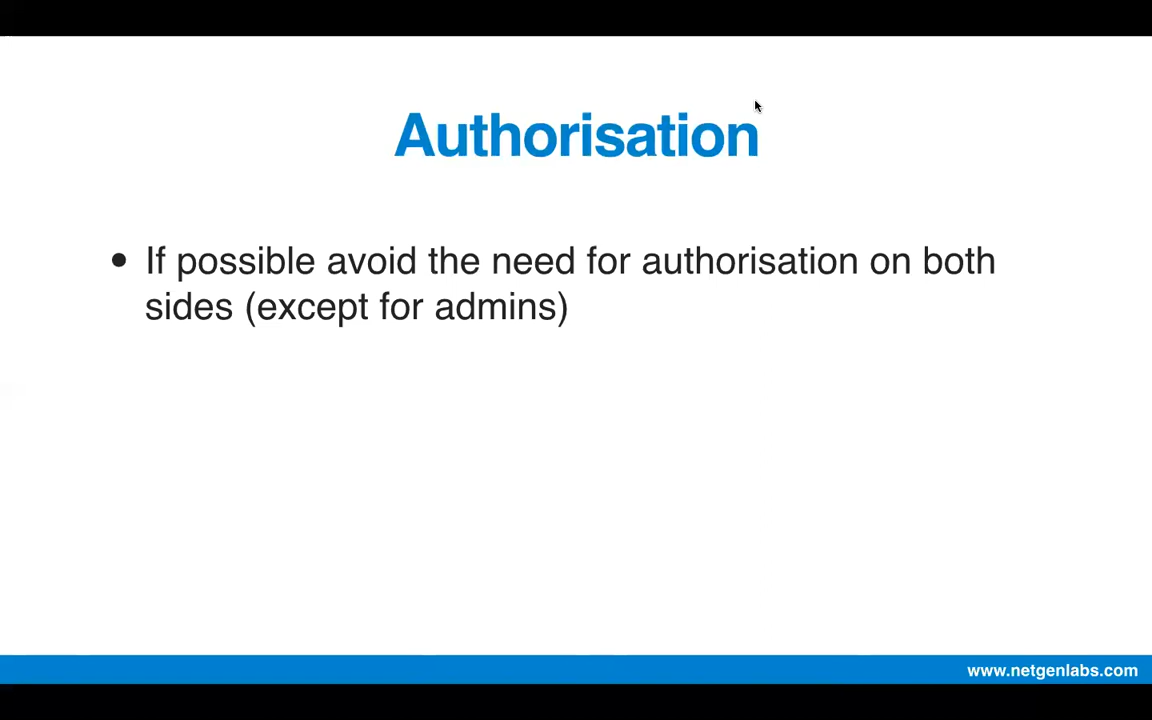 Authorisation
• If possible avoid the need for authorisation on both
sides (except for admins)
www.netgenlabs.com